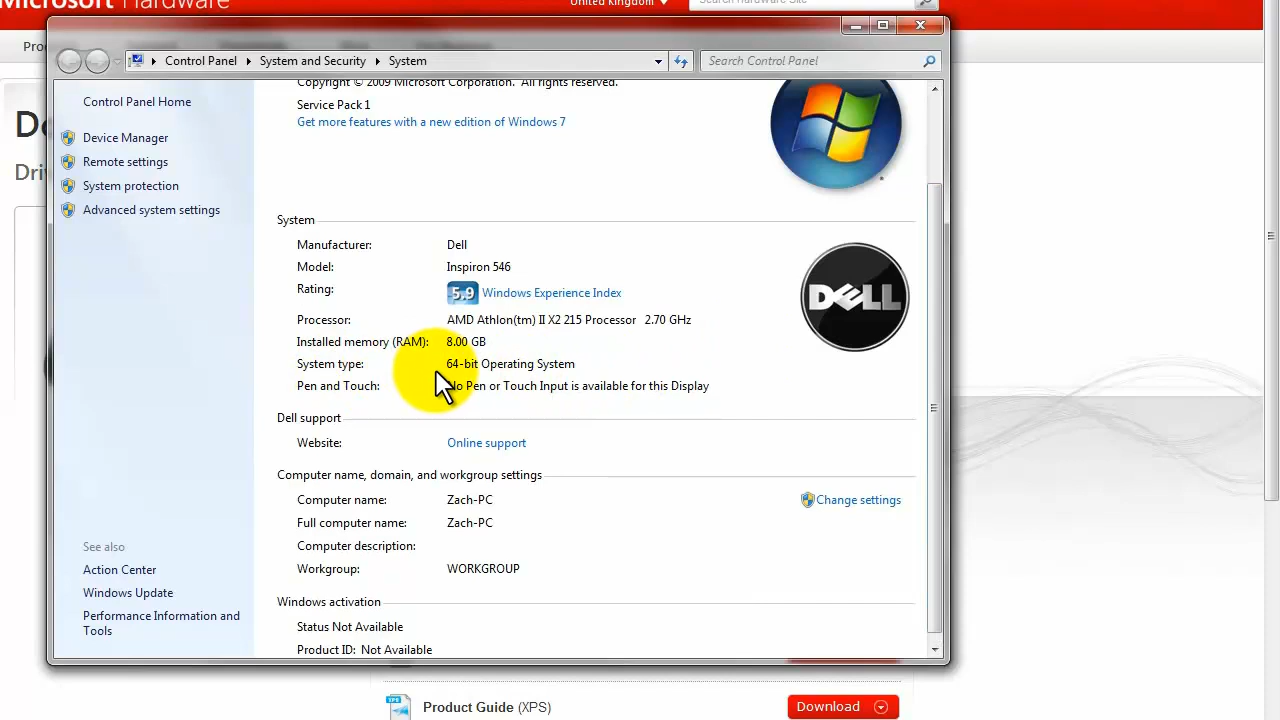 Microsoft Hardware
United Kingdom
Search Hardware Site
Control Panel
System and Security
System
Search Control Panel
Control Panel Home
Device Manager
Remote settings
System protection
Advanced system settings
See also
Action Center
Windows Update
Performance Information and
Tools
Copyright © 2009 Microsoft Corporation. All rights reserved.
Service Pack 1
Get more features with a new edition of Windows 7
System
Manufacturer: Dell
Model: Inspiron 546
Rating: 5.9 Windows Experience Index
Processor: AMD Athlon(tm) II X2 215 Processor 2.70 GHz
Installed memory (RAM): 8.00 GB
System type: 64-bit Operating System
Pen and Touch: No Pen or Touch Input is available for this Display
DELL
Dell support
Website: Online support
Computer name, domain, and workgroup settings
Computer name: Zach-PC
Change settings
Full computer name: Zach-PC
Computer description:
Workgroup: WORKGROUP
Windows activation
Status Not Available
Product ID: Not Available
Product Guide (XPS)
Download